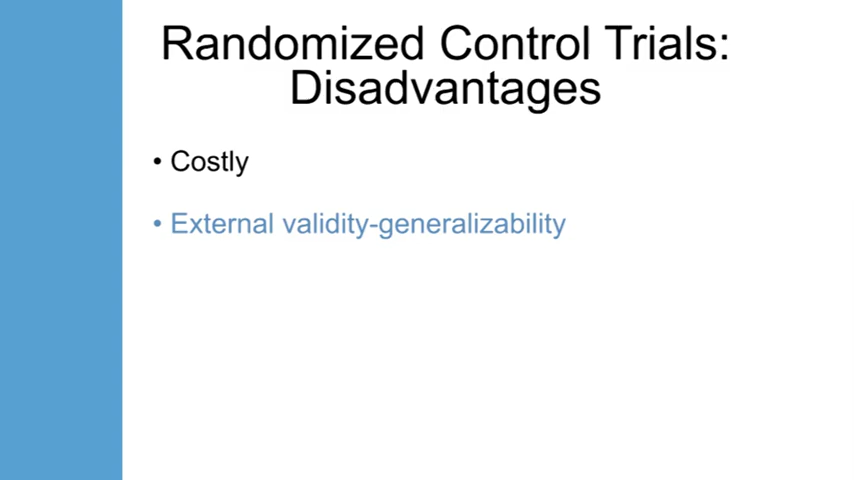 Randomized Control Trials:
Disadvantages
• Costly
• External validity-generalizability